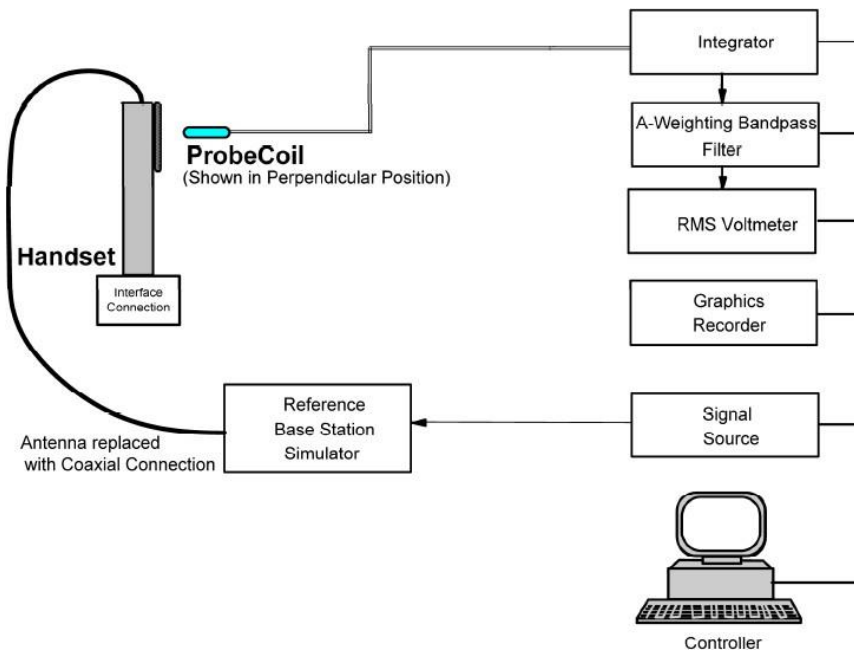 Integrator
A-Weighting Bandpass
Filter
ProbeCoil
(Shown in Perpendicular Position)
RMS Voltmeter
Handset
Interface
Connection
Graphics
Recorder
Reference
Base Station
Simulator
Signal
Source
Antenna replaced
with Coaxial Connection
Controller